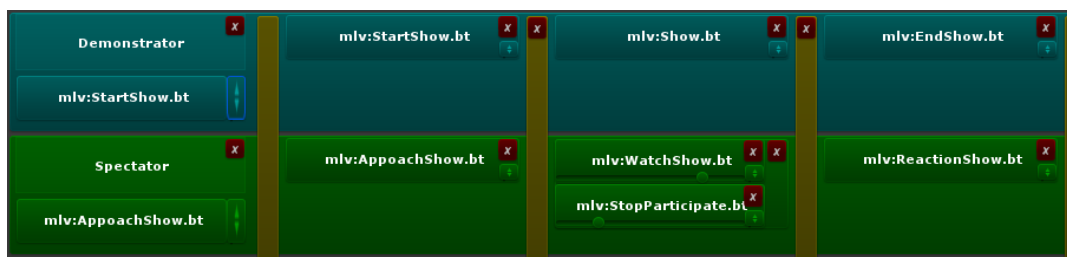 Demonstrator x
mlv:StartShow.bt
mlv:StartShow.bt x x
mlv:Show.bt x x
mlv:EndShow.bt x
Spectator x
mlv:AppoachShow.bt
mlv:AppoachShow.bt x
mlv:WatchShow.bt x x
mlv:StopParticipate.bt x
mlv:ReactionShow.bt x